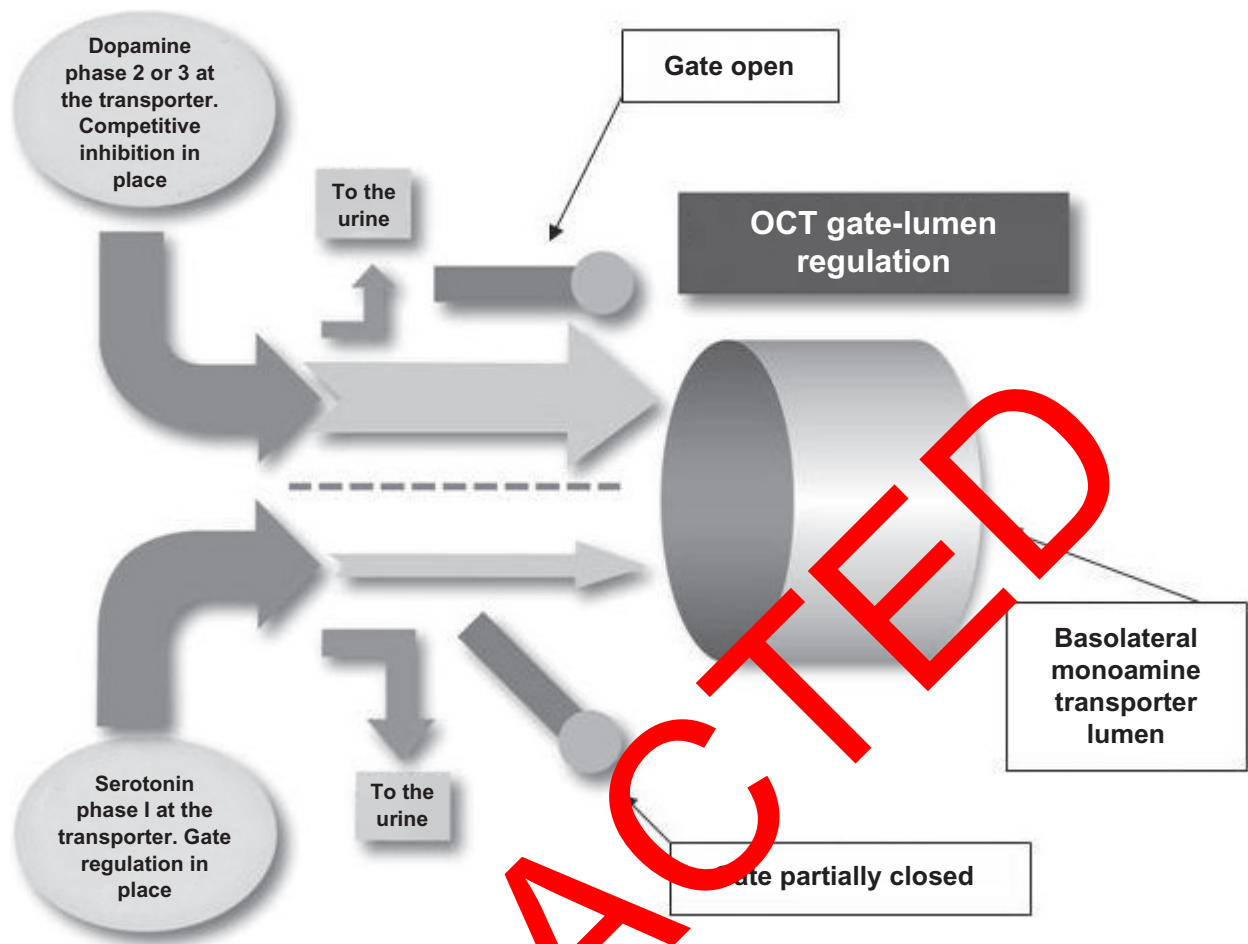 Dopamine
phase 2 or 3 at
the transporter.
Competitive
inhibition in
place
Gate open
To the
urine
OCT gate-lumen
regulation
Basolateral
monoamine
transporter
lumen
Serotonin
phase I at the
transporter. Gate
regulation in
place
To the
urine
Gate partially closed
ACTED